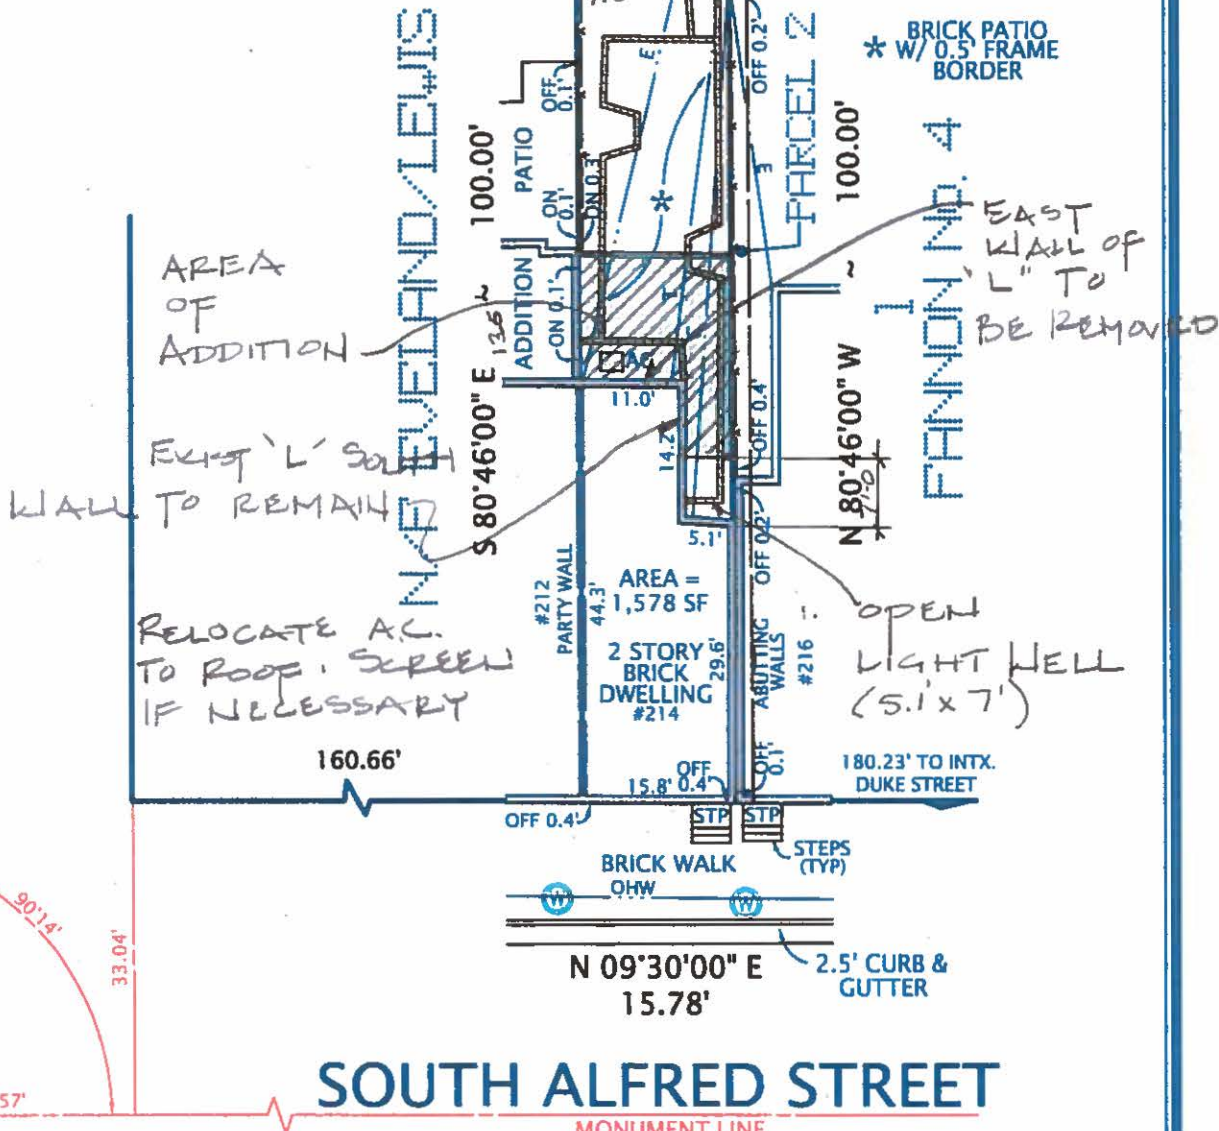 BRICK PATIO
* W/ 0.5' FRAME
BORDER
OFF 0.2'
PARCEL 2
N/F EVELAND/LEWIS
OFF
0.1'
E
3
100.00'
PATIO
ON
0.1'
ON 0.3'
*
100.00'
FANNON NO. 4
1
EAST
WALL OF
"L" TO
BE REMOVED
AREA
OF
ADDITION
ADDITION
ON 0.1'
AC
11.0'
14.2'
OFF 0.4'
S 80°46'00" E
N 80°46'00" W
7'-0
EXIST 'L' SOUTH
WALL TO REMAIN
5.1'
OFF 0.2'
#212
PARTY WALL
44.3'
AREA =
1,578 SF
2 STORY
BRICK
DWELLING
#214
29.6'
ABUTTING
WALLS
#216
OPEN
LIGHT WELL
(5.1' x 7')
RELOCATE A.C.
TO ROOF. SCREEN
IF NECESSARY
160.66'
15.8'
OFF
0.4'
OFF
0.1'
180.23' TO INTX.
DUKE STREET
OFF 0.4'
STP
STP
STEPS
(TYP)
BRICK WALK
OHW
W
W
90°14'
33.04'
N 09°30'00" E
15.78'
2.5' CURB &
GUTTER
SOUTH ALFRED STREET
57'
MONUMENT LINE